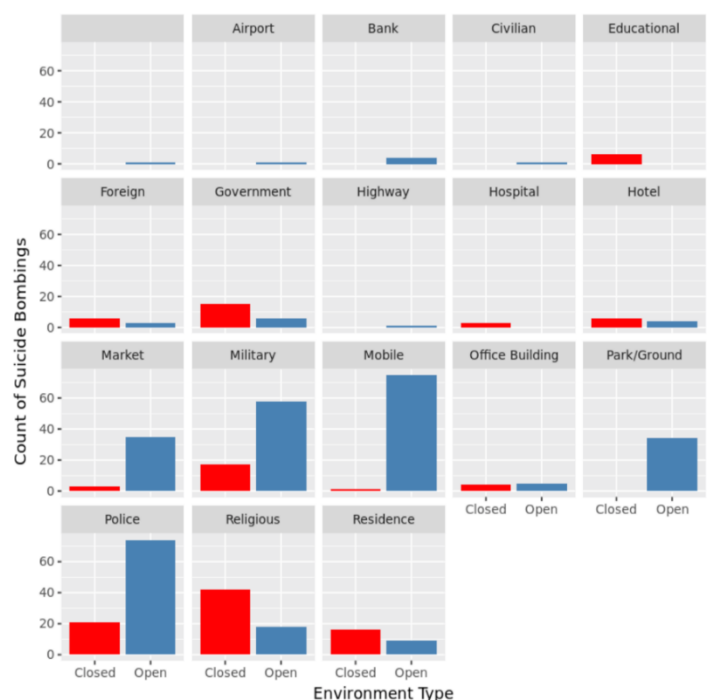 Airport Bank Civilian Educational
60
40
20
0
Foreign Government Highway Hospital Hotel
60
40
20
0
Market Military Mobile Office Building Park/Ground
60
40
20
0
Closed Open Closed Open
Police Religious Residence
60
40
20
0
Closed Open Closed Open Closed Open
Environment Type
Count of Suicide Bombings